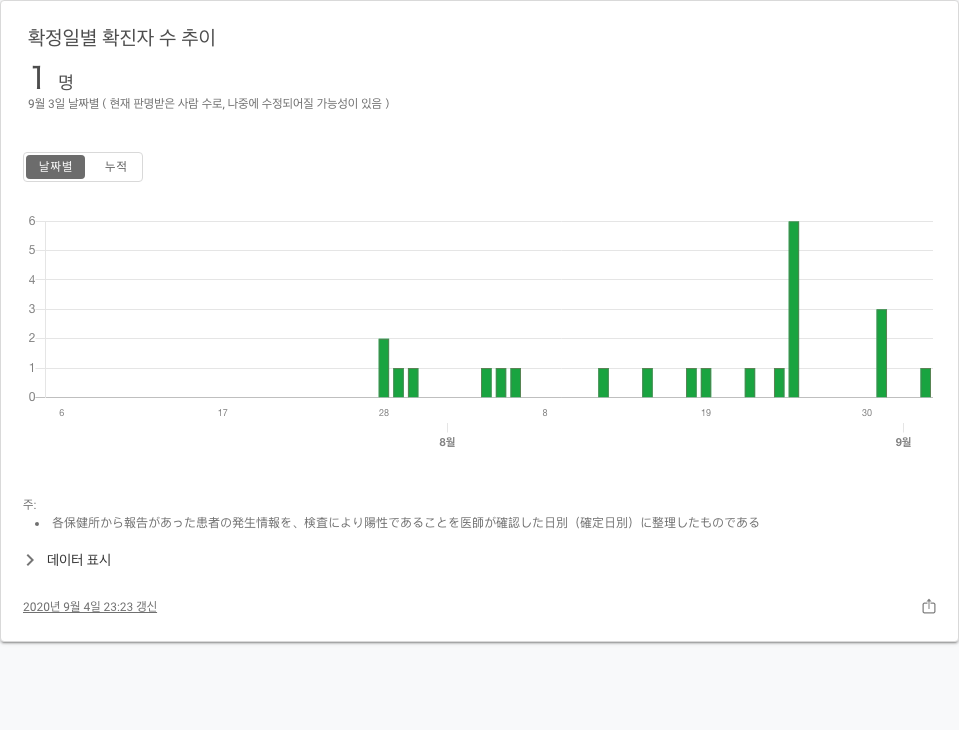 확정일별 확진자 수 추이
1 명
9월 3일 날짜별 ( 현재 판명받은 사람 수로, 나중에 수정되어질 가능성이 있음 )
날짜별 누적
6
5
4
3
2
1
0
6 17 28 8 19 30
8월 9월
주:
• 各保健所から報告があった患者の発生情報を、検査により陽性であることを医師が確認した日別（確定日別）に整理したものである
데이터 표시
2020년 9월 4일 23:23 갱신